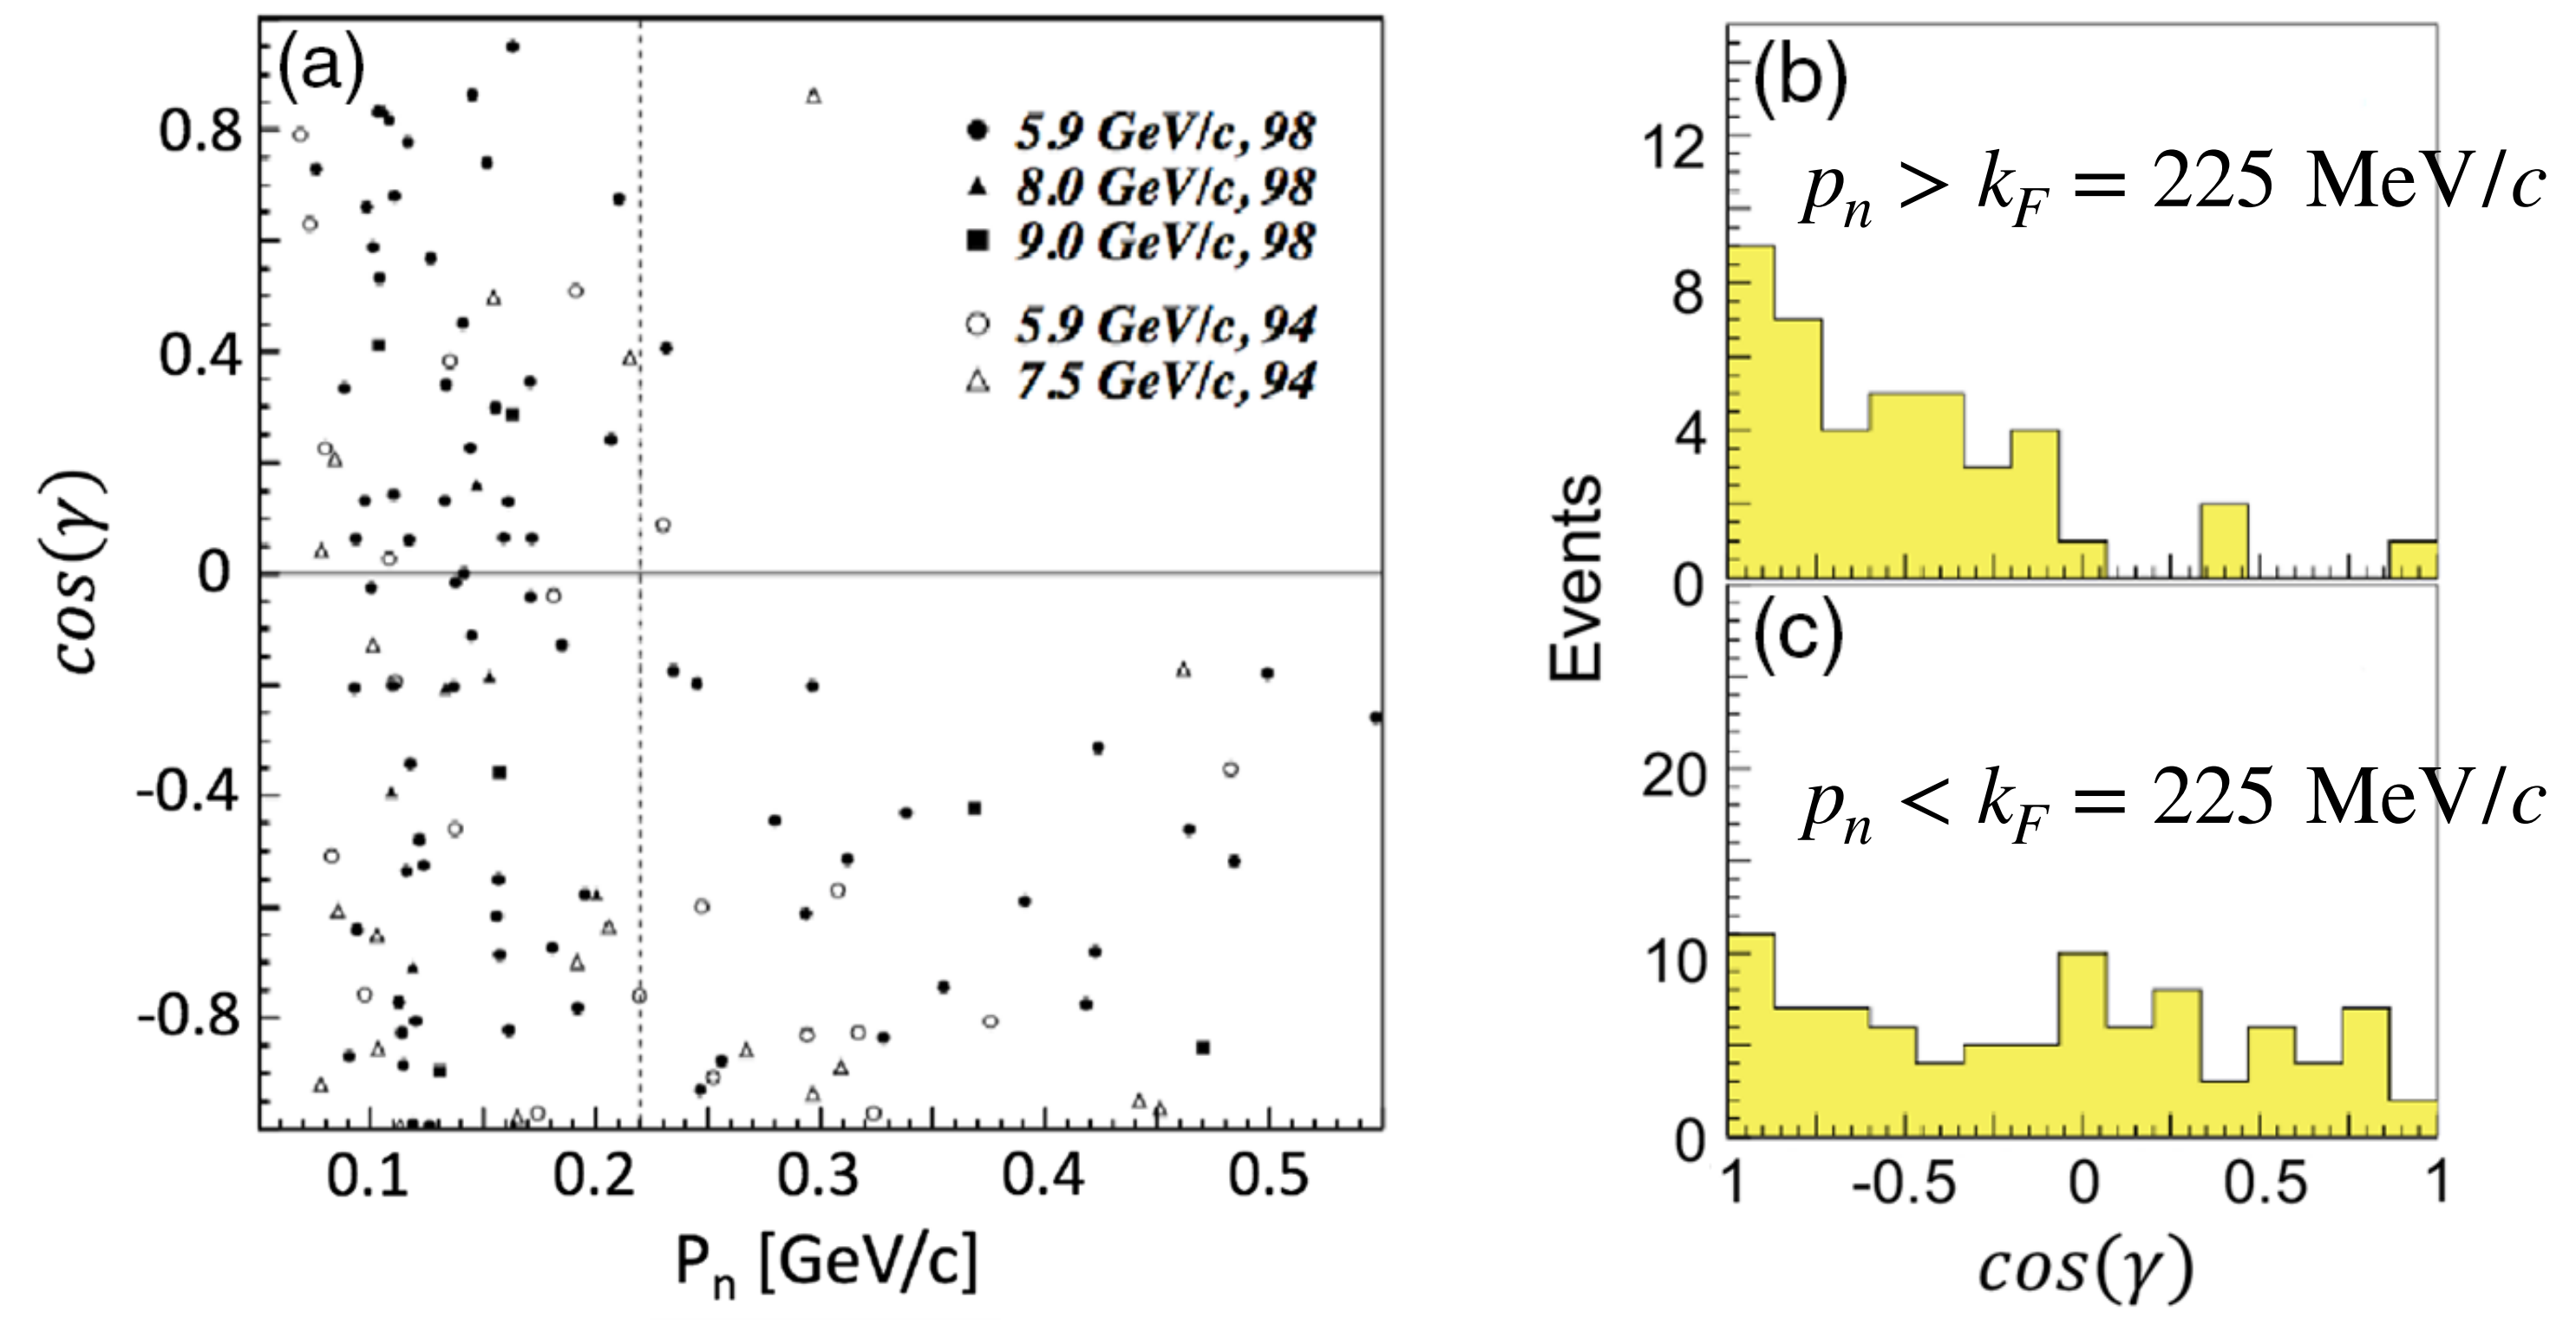 (a)
0.8
0.4
0
-0.4
-0.8
cos(γ)
5.9 GeV/c, 98
8.0 GeV/c, 98
9.0 GeV/c, 98
5.9 GeV/c, 94
7.5 GeV/c, 94
0.1 0.2 0.3 0.4 0.5
Pn [GeV/c]
(b)
12
pn > kF = 225 MeV/c
8
4
0
Events
(c)
20
pn < kF = 225 MeV/c
10
0
1 -0.5 0 0.5 1
cos(γ)